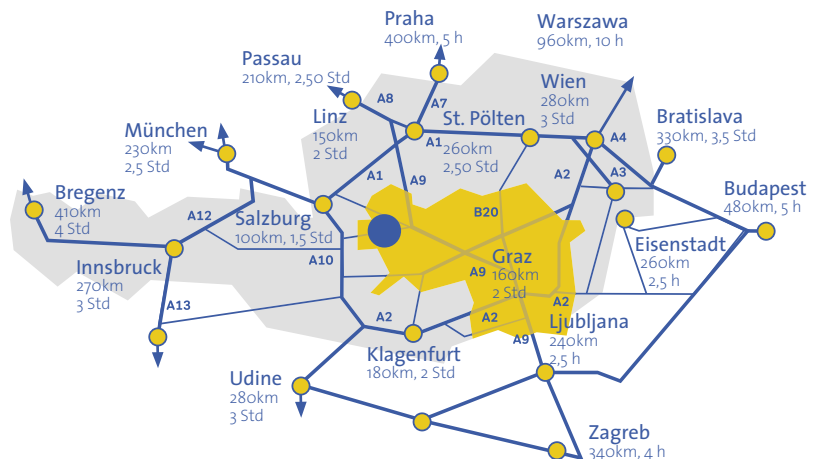 Praha
400km, 5 h
Warszawa
960km, 10 h
Passau
210km, 2,50 Std
Wien
280km
3 Std
A8
A7
Linz
150km
2 Std
St. Pölten
260km
2,50 Std
A1
A4
Bratislava
330km, 3,5 Std
München
230km
2,5 Std
A1
A9
A2
A3
Bregenz
410km
4 Std
A12
Salzburg
100km, 1,5 Std
B20
Budapest
480km, 5 h
Innsbruck
270km
3 Std
A10
Graz
160km
2 Std
A9
Eisenstadt
260km
2,5 h
A13
A2
A2
A2
A9
Ljubljana
240km
2,5 h
Klagenfurt
180km, 2 Std
Udine
280km
3 Std
Zagreb
340km, 4 h